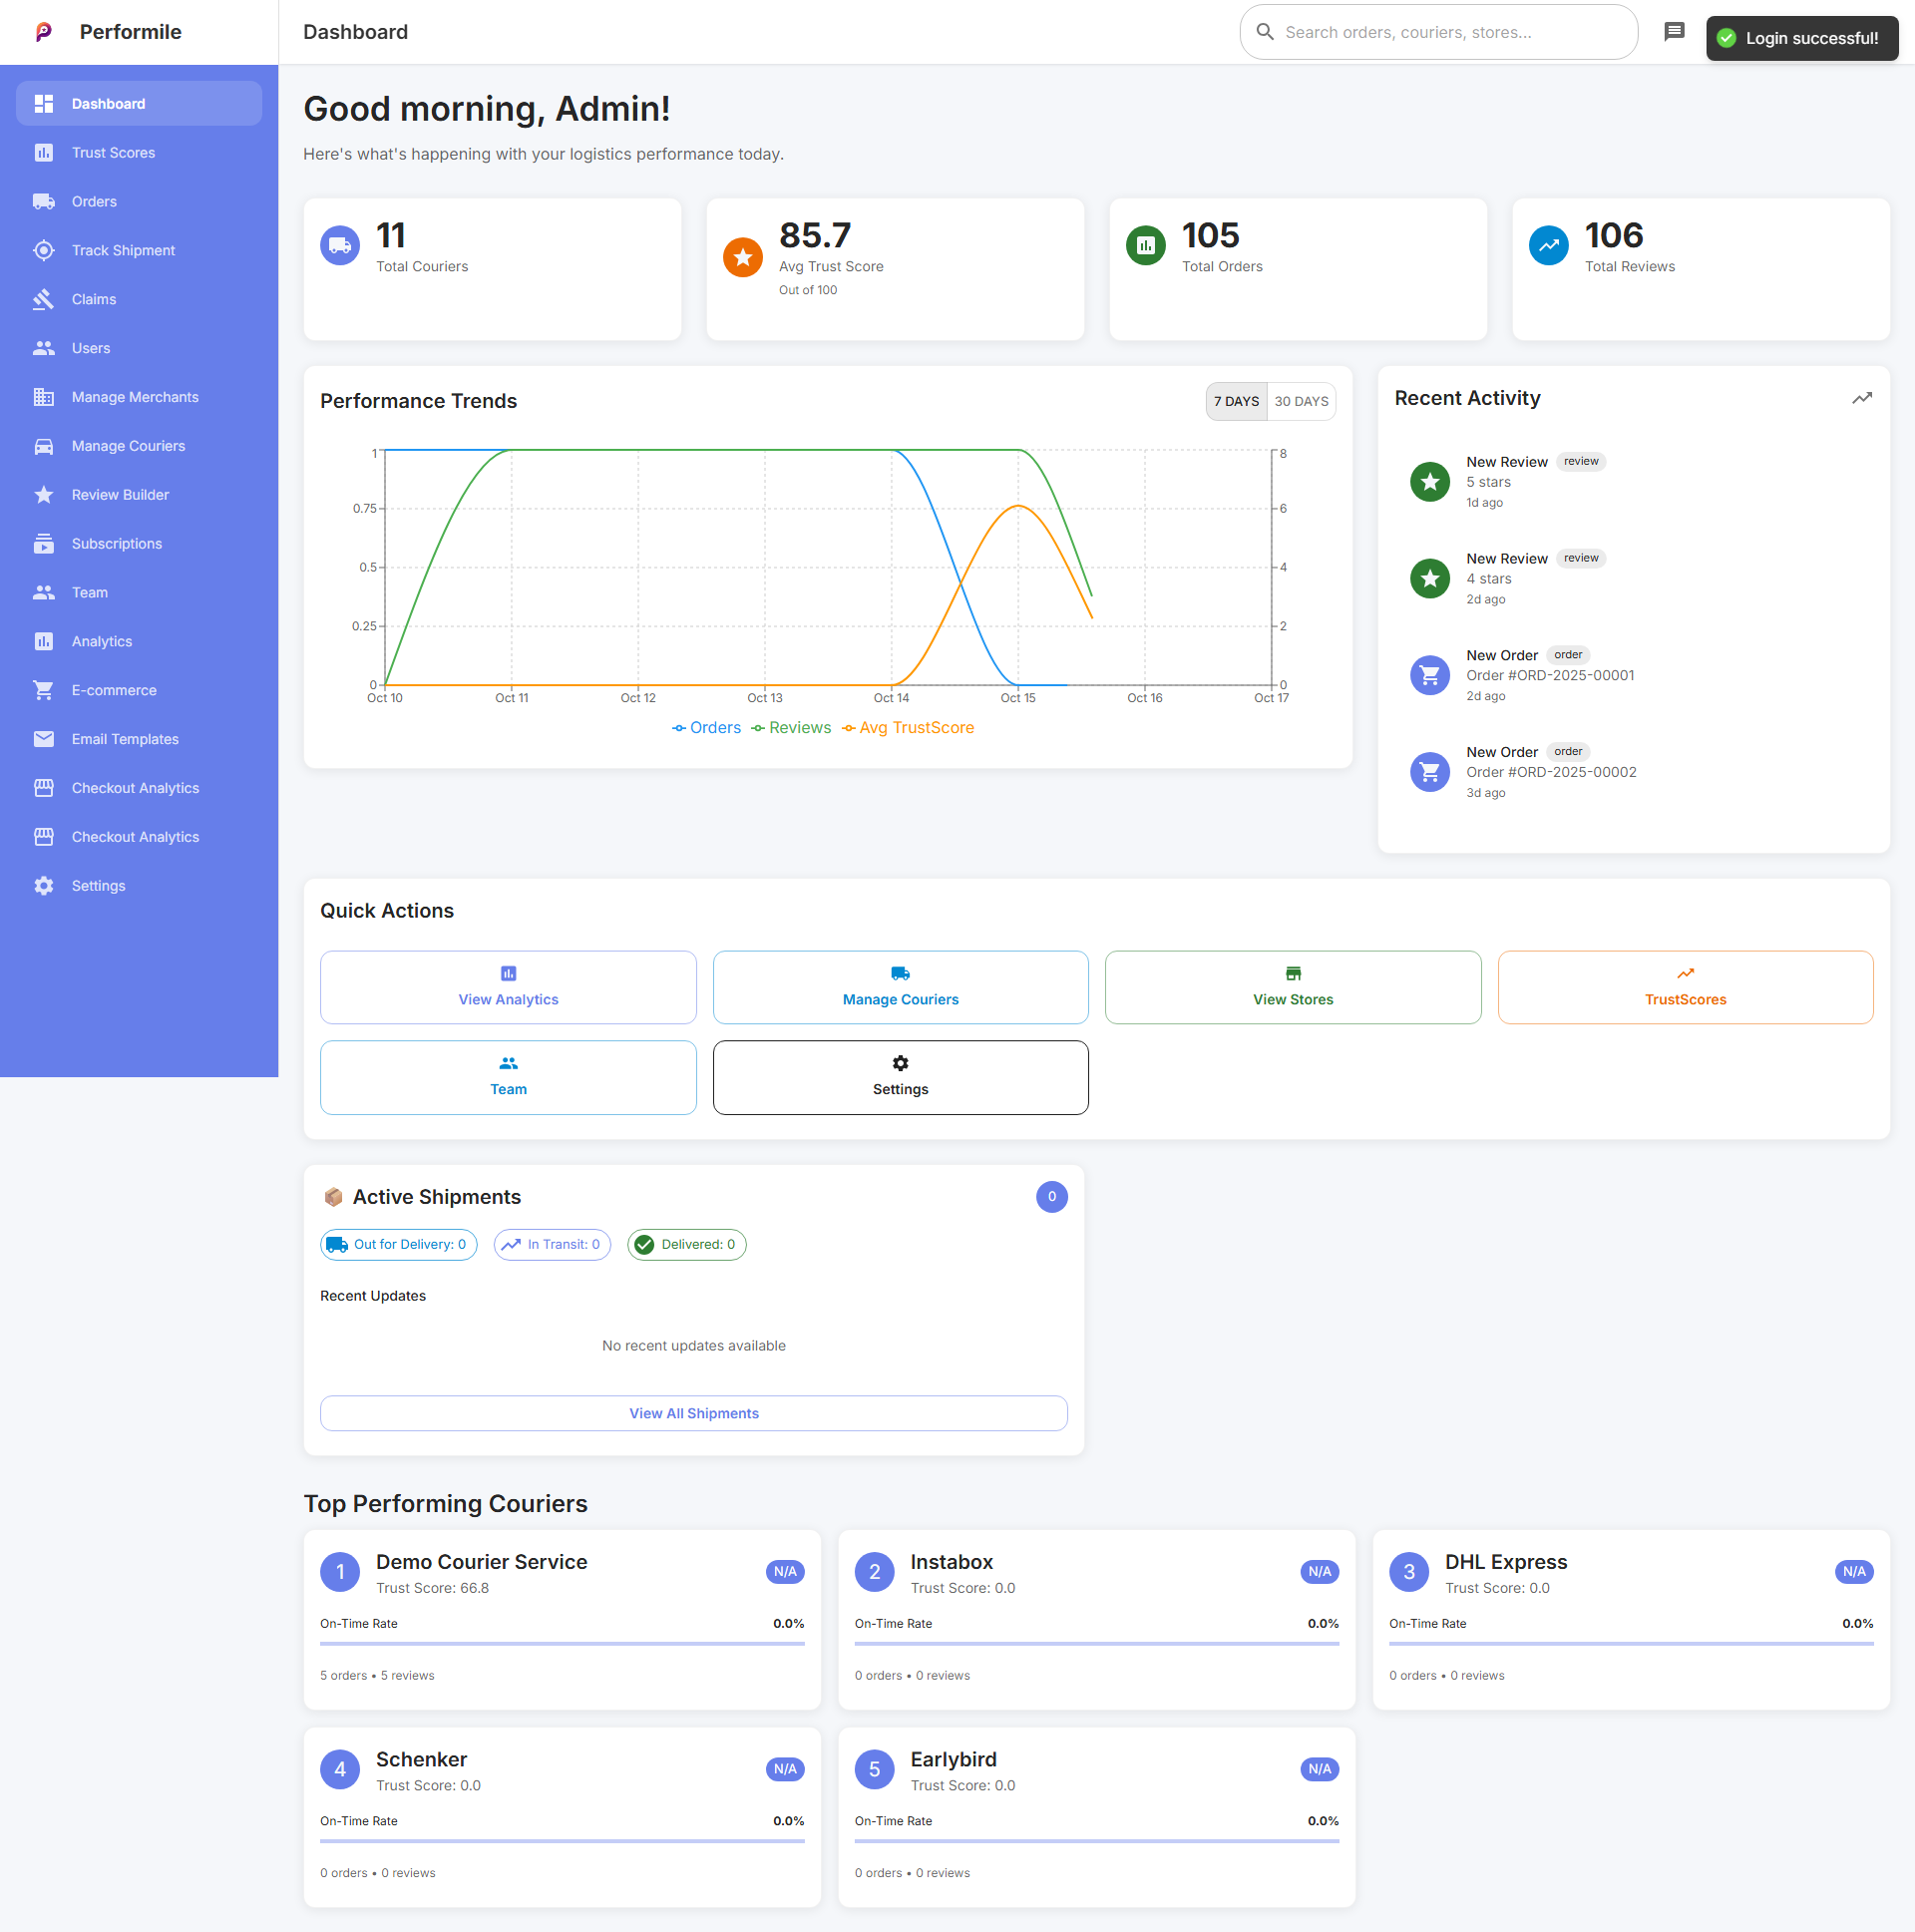 Performile
Dashboard
Search orders, couriers, stores...
Login successful!
Dashboard
Trust Scores
Orders
Track Shipment
Claims
Users
Manage Merchants
Manage Couriers
Review Builder
Subscriptions
Team
Analytics
E-commerce
Email Templates
Checkout Analytics
Checkout Analytics
Settings
Good morning, Admin!
Here's what's happening with your logistics performance today.
11
Total Couriers
85.7
Avg Trust Score
Out of 100
105
Total Orders
106
Total Reviews
Performance Trends
7 DAYS
30 DAYS
1
0.75
0.5
0.25
0
8
6
4
2
0
Oct 10
Oct 11
Oct 12
Oct 13
Oct 14
Oct 15
Oct 16
Oct 17
Orders
Reviews
Avg TrustScore
Recent Activity
New Review review
5 stars
1d ago
New Review review
4 stars
2d ago
New Order order
Order #ORD-2025-00001
2d ago
New Order order
Order #ORD-2025-00002
3d ago
Quick Actions
View Analytics
Manage Couriers
View Stores
TrustScores
Team
Settings
Active Shipments
0
Out for Delivery: 0
In Transit: 0
Delivered: 0
Recent Updates
No recent updates available
View All Shipments
Top Performing Couriers
1
Demo Courier Service
Trust Score: 66.8
N/A
On-Time Rate
0.0%
5 orders • 5 reviews
2
Instabox
Trust Score: 0.0
N/A
On-Time Rate
0.0%
0 orders • 0 reviews
3
DHL Express
Trust Score: 0.0
N/A
On-Time Rate
0.0%
0 orders • 0 reviews
4
Schenker
Trust Score: 0.0
N/A
On-Time Rate
0.0%
0 orders • 0 reviews
5
Earlybird
Trust Score: 0.0
N/A
On-Time Rate
0.0%
0 orders • 0 reviews